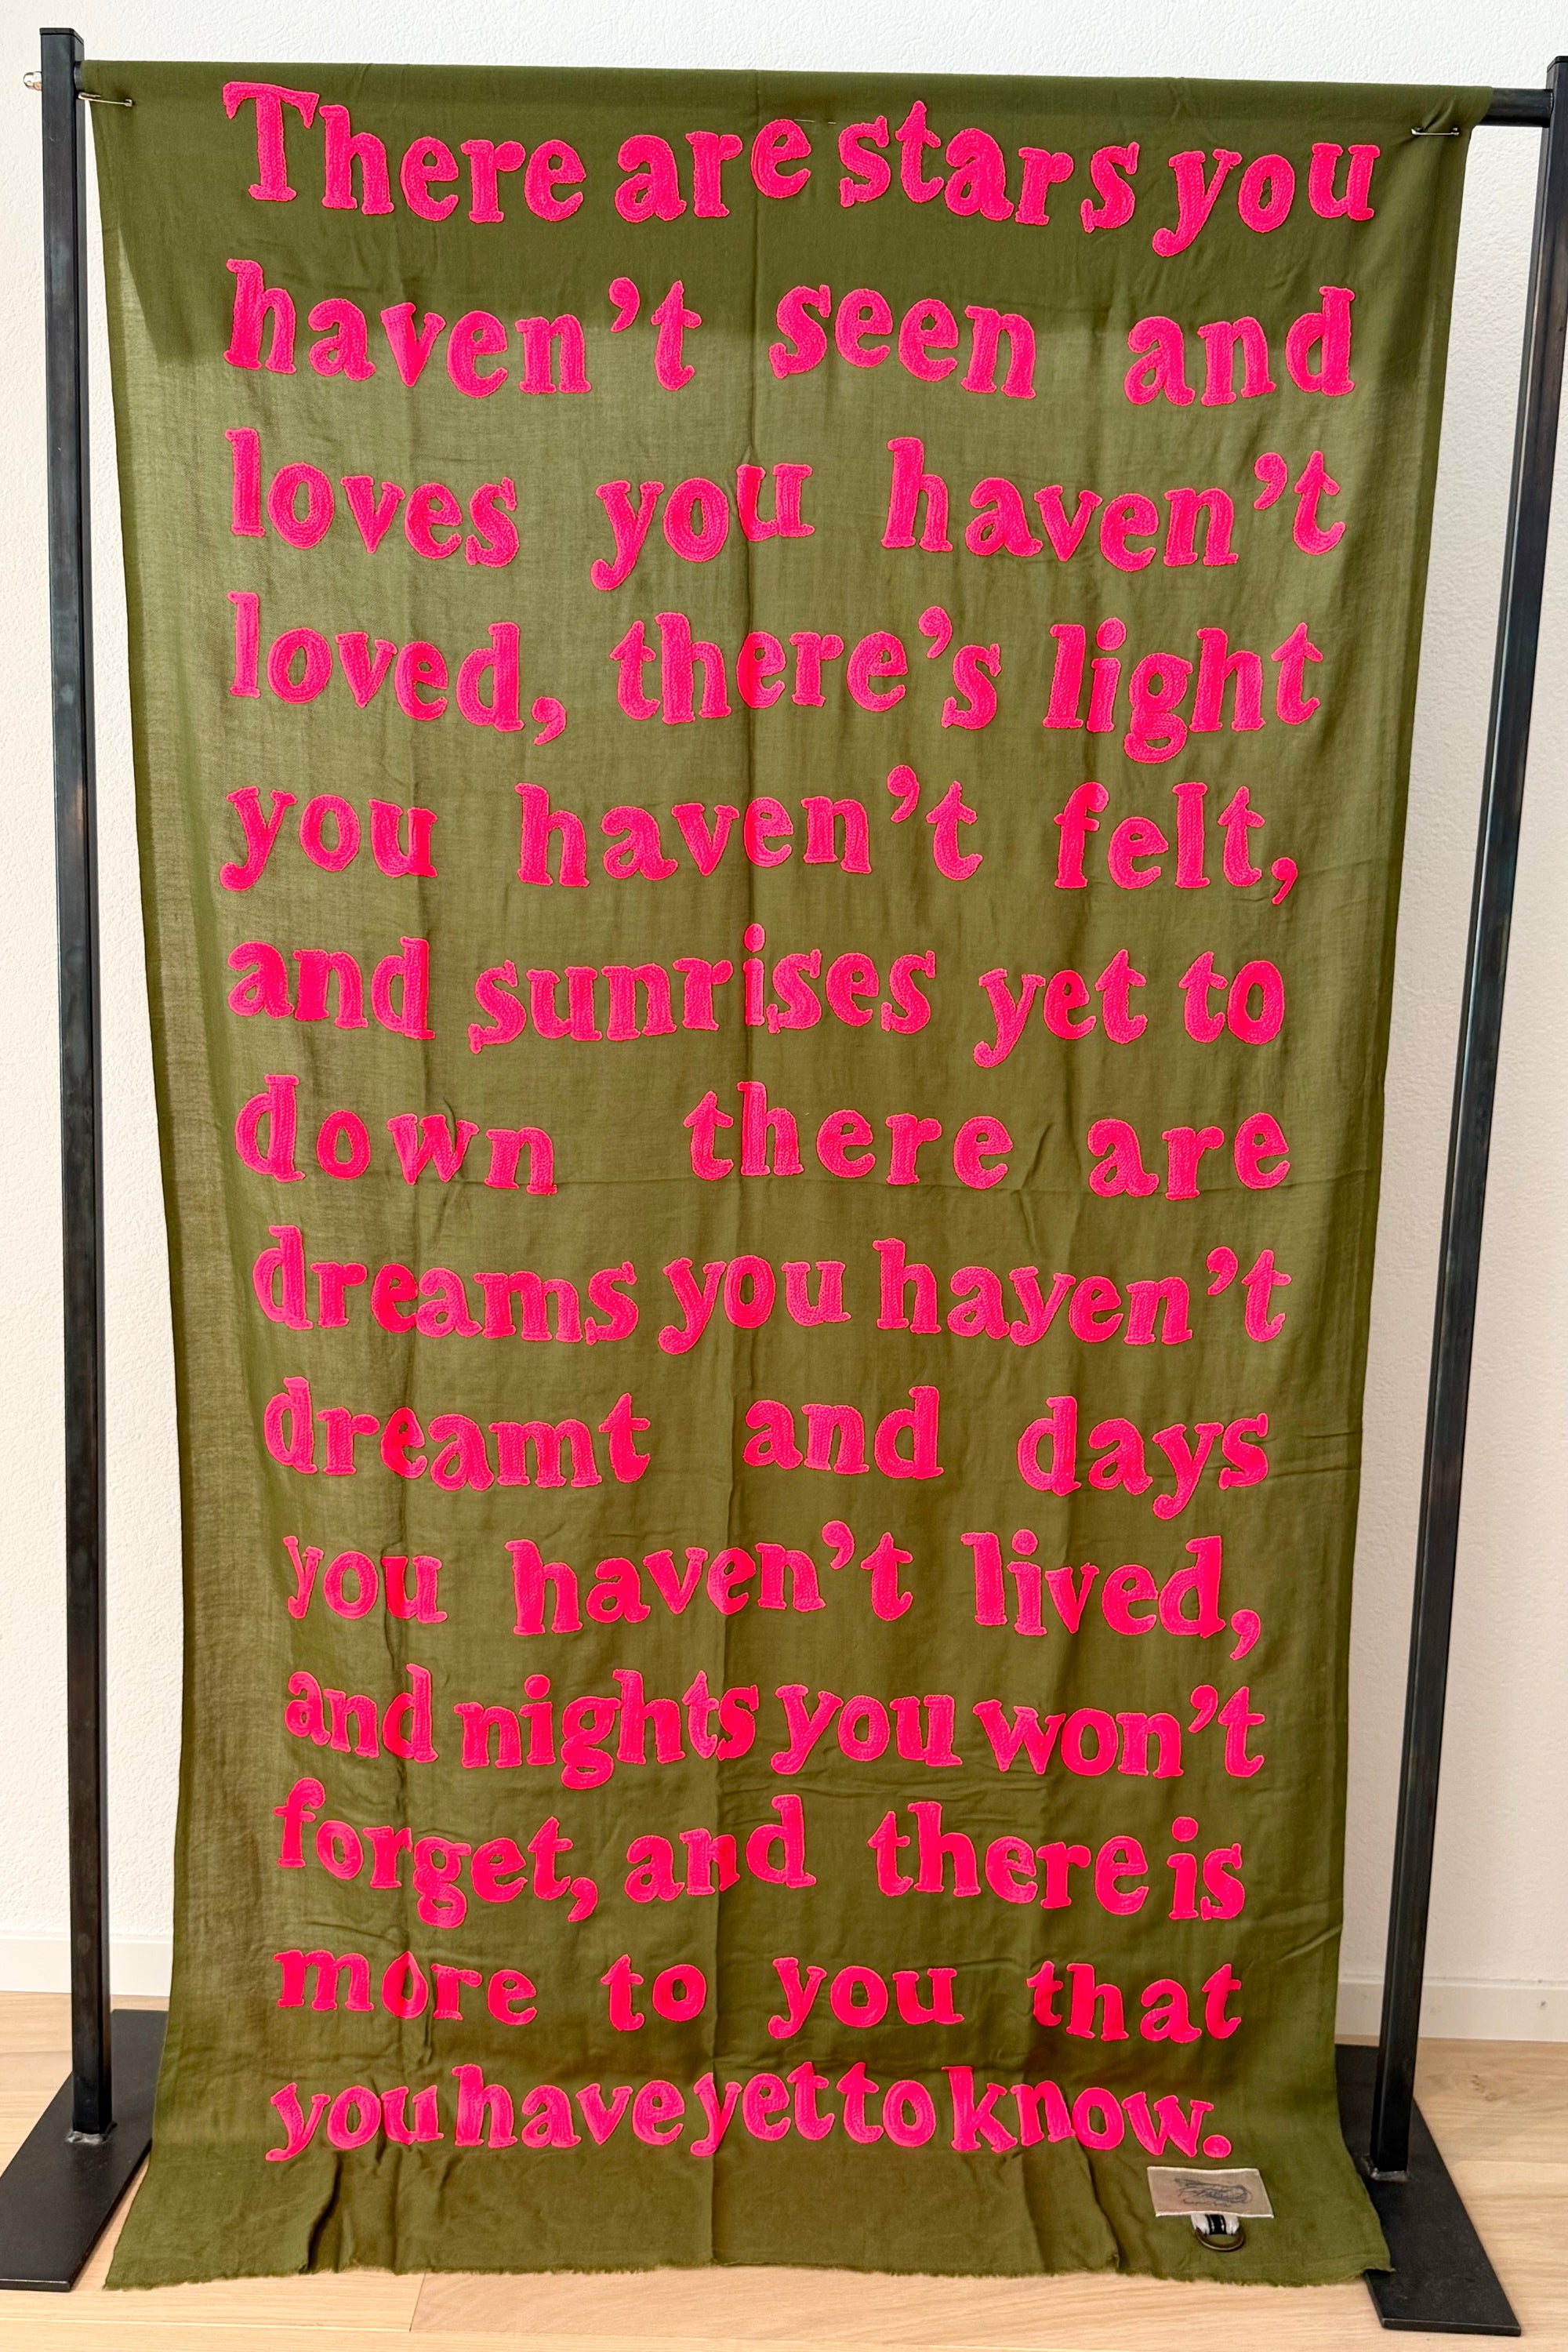 There are stars you
haven't seen and
loves you haven't
loved, there's light
you haven't felt,
and sunrises yet to
down there are
dreams you haven't
dreamt and days
you haven't lived,
and nights you won't
forget, and there is
more to you that
you have yet to know.